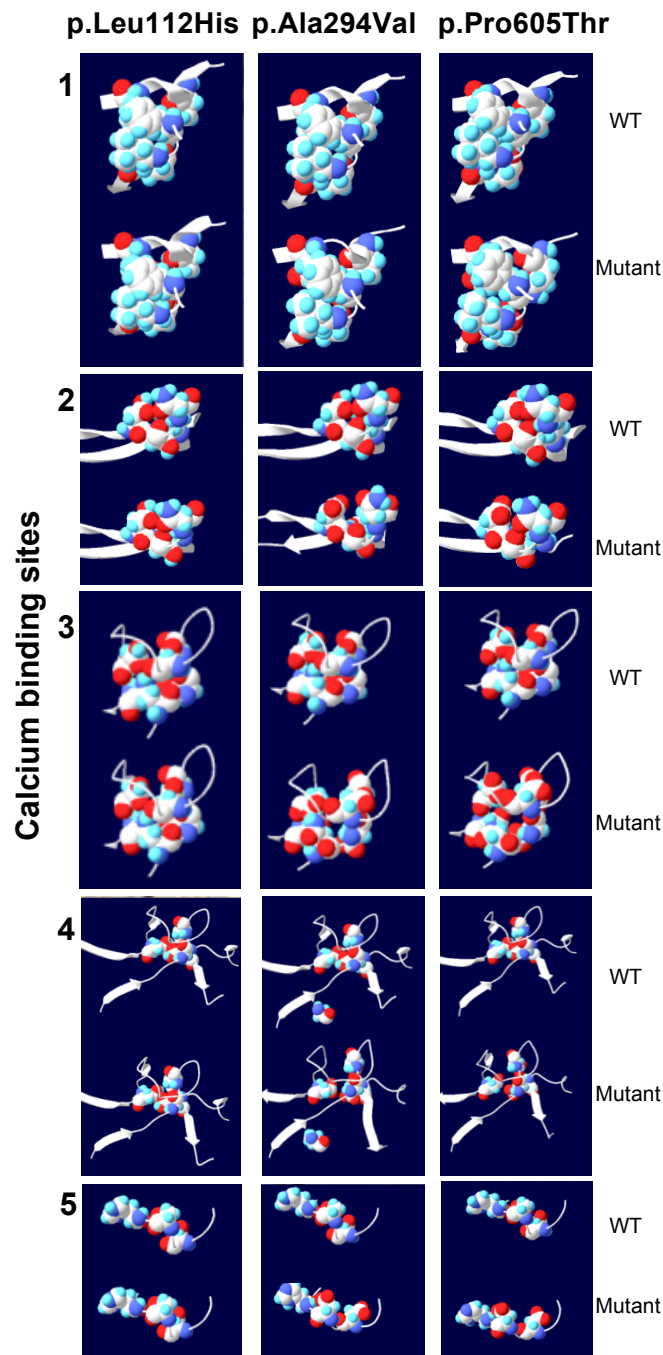 p.Leu112His p.Ala294Val p.Pro605Thr
1
WT
Mutant
2
WT
Mutant
Calcium binding sites
3
WT
Mutant
4
WT
Mutant
5
WT
Mutant